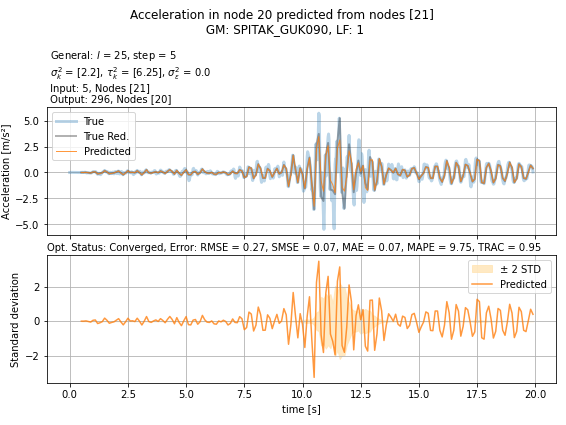 Acceleration in node 20 predicted from nodes [21]
GM: SPITAK_GUK090, LF: 1
General: l = 25, step = 5
σ²ₖ = [2.2], τ²ₖ = [6.25], σ²ε = 0.0
Input: 5, Nodes [21]
Output: 296, Nodes [20]
Acceleration [m/s²]
5.0
2.5
0.0
−2.5
−5.0
True
True Red.
Predicted
Opt. Status: Converged, Error: RMSE = 0.27, SMSE = 0.07, MAE = 0.07, MAPE = 9.75, TRAC = 0.95
Standard deviation
2
0
−2
± 2 STD
Predicted
0.0 2.5 5.0 7.5 10.0 12.5 15.0 17.5 20.0
time [s]